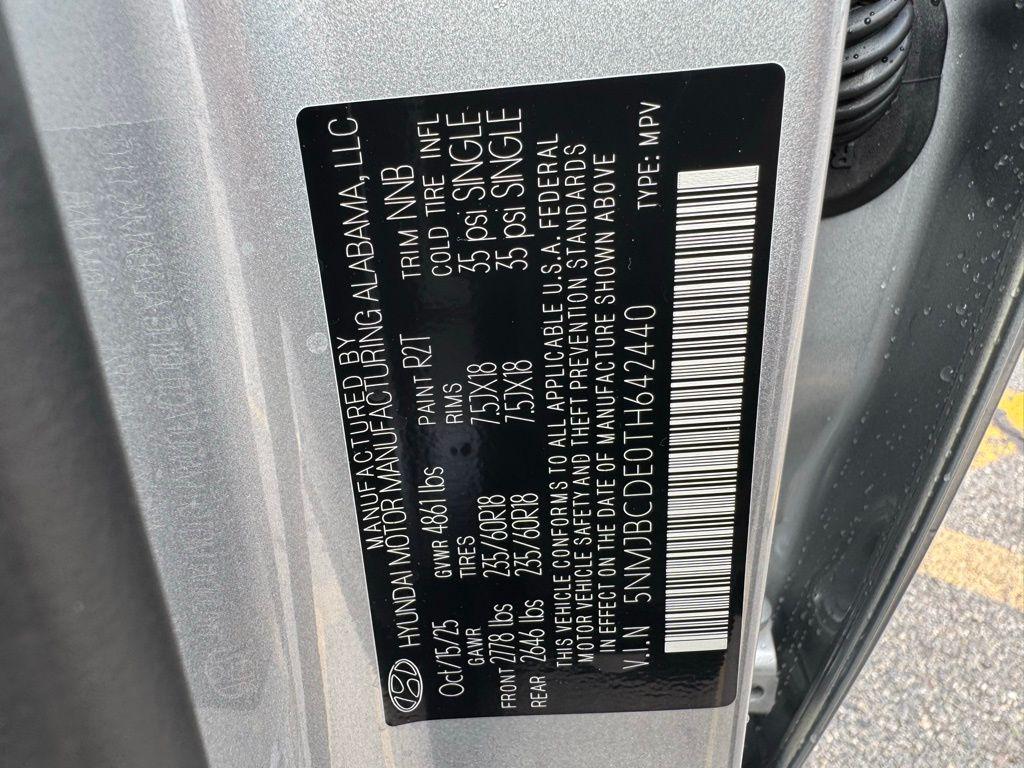 MANUFACTURED BY
HYUNDAI MOTOR MANUFACTURING ALABAMA, LLC.
Oct/15/25 GVWR 4861 lbs PAINT R2T TRIM NNB
GAWR TIRES RIMS COLD TIRE INFL
FRONT 2778 lbs 235/60R18 7.5JX18 35 psi SINGLE
REAR 2646 lbs 235/60R18 7.5JX18 35 psi SINGLE
THIS VEHICLE CONFORMS TO ALL APPLICABLE U.S.A. FEDERAL
MOTOR VEHICLE SAFETY AND THEFT PREVENTION STANDARDS
IN EFFECT ON THE DATE OF MANUFACTURE SHOWN ABOVE
V.I.N 5NMJBCDE0TH642440 TYPE: MPV